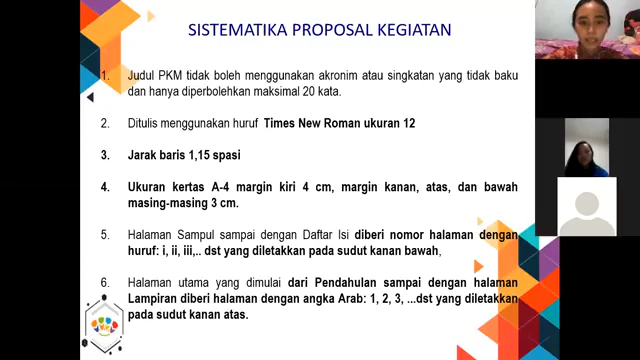 SISTEMATIKA PROPOSAL KEGIATAN
1. Judul PKM tidak boleh menggunakan akronim atau singkatan yang tidak baku
dan hanya diperbolehkan maksimal 20 kata.
2. Ditulis menggunakan huruf Times New Roman ukuran 12
3. Jarak baris 1,15 spasi
4. Ukuran kertas A-4 margin kiri 4 cm, margin kanan, atas, dan bawah
masing-masing 3 cm.
5. Halaman Sampul sampai dengan Daftar Isi diberi nomor halaman dengan
huruf: i, ii, iii,.. dst yang diletakkan pada sudut kanan bawah,
6. Halaman utama yang dimulai dari Pendahulan sampai dengan halaman
Lampiran diberi halaman dengan angka Arab: 1, 2, 3, ...dst yang diletakkan
pada sudut kanan atas.